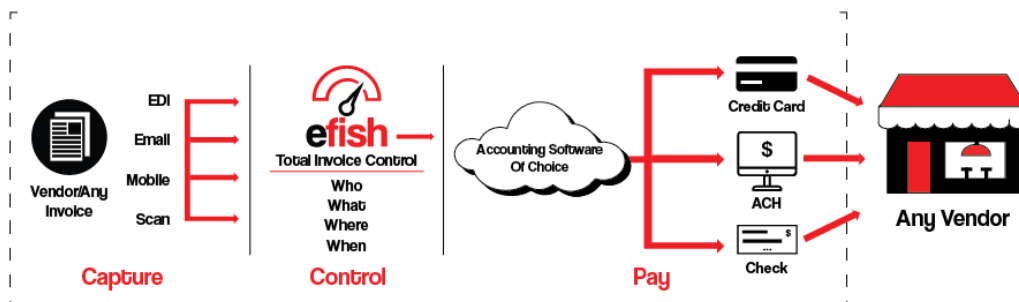 Vendor/Any
Invoice
EDI
Email
Mobile
Scan
Capture
efish
Total Invoice Control
Who
What
Where
When
Control
Accounting Software
Of Choice
$
Credit Card
$
ACH
Check
Pay
Any Vendor